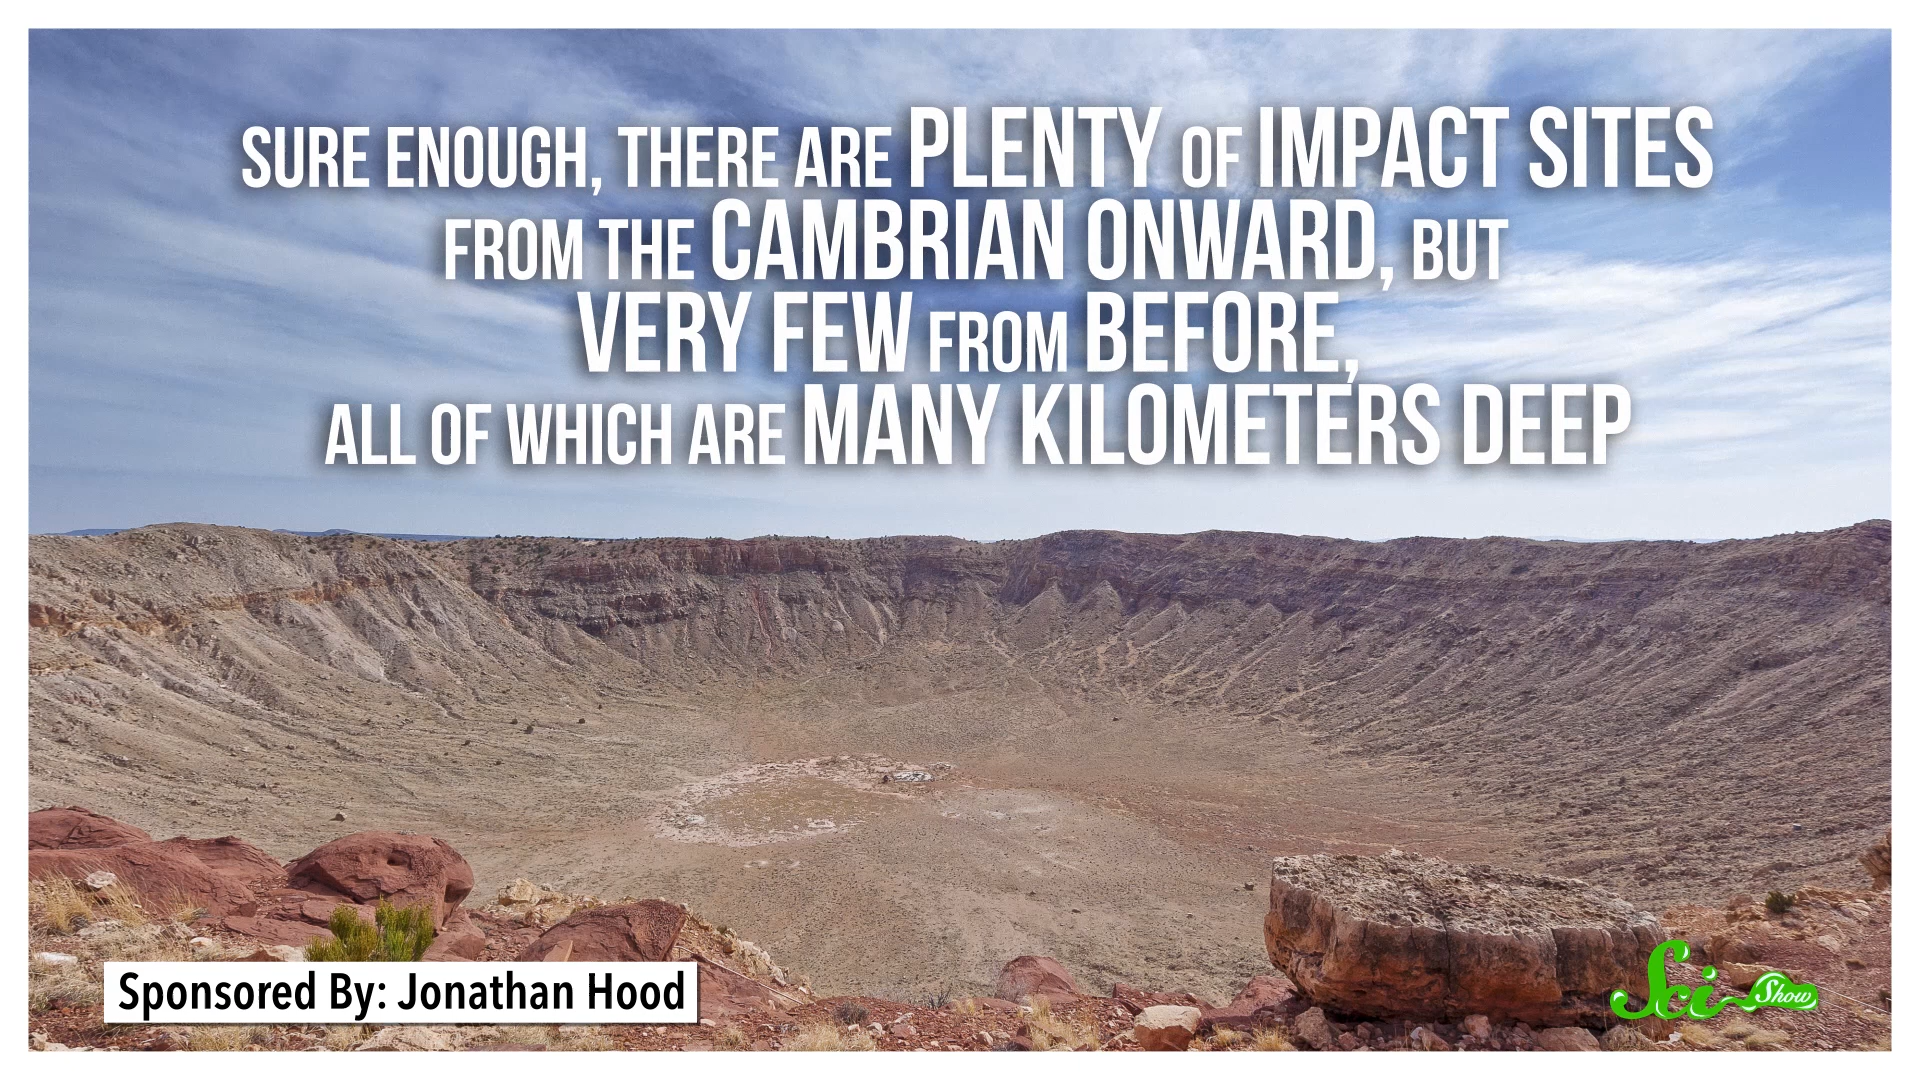 SURE ENOUGH, THERE ARE PLENTY OF IMPACT SITES
FROM THE CAMBRIAN ONWARD, BUT
VERY FEW FROM BEFORE,
ALL OF WHICH ARE MANY KILOMETERS DEEP
Sponsored By: Jonathan Hood
Sci Show